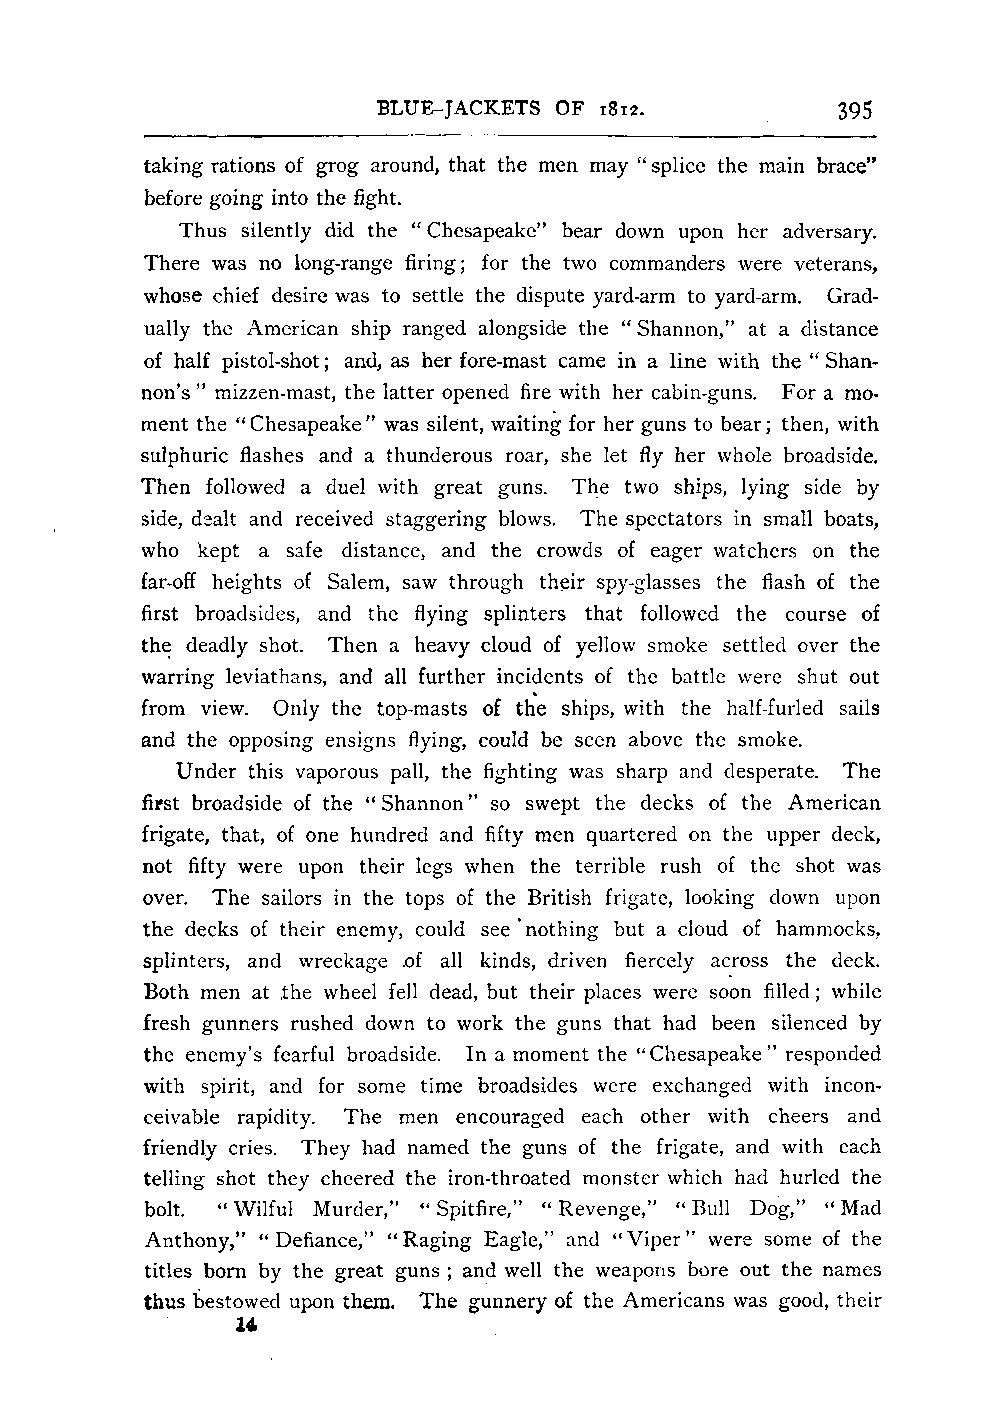 BLUE-JACKETS OF 1812. 395
taking rations of grog around, that the men may "splice the main brace"
before going into the fight.
Thus silently did the "Chesapeake" bear down upon her adversary.
There was no long-range firing; for the two commanders were veterans,
whose chief desire was to settle the dispute yard-arm to yard-arm. Grad-
ually the American ship ranged alongside the "Shannon," at a distance
of half pistol-shot; and, as her fore-mast came in a line with the "Shan-
non's" mizzen-mast, the latter opened fire with her cabin-guns. For a mo-
ment the "Chesapeake" was silent, waiting for her guns to bear; then, with
sulphuric flashes and a thunderous roar, she let fly her whole broadside.
Then followed a duel with great guns. The two ships, lying side by
side, dealt and received staggering blows. The spectators in small boats,
who kept a safe distance, and the crowds of eager watchers on the
far-off heights of Salem, saw through their spy-glasses the flash of the
first broadsides, and the flying splinters that followed the course of
the deadly shot. Then a heavy cloud of yellow smoke settled over the
warring leviathans, and all further incidents of the battle were shut out
from view. Only the top-masts of the ships, with the half-furled sails
and the opposing ensigns flying, could be seen above the smoke.
Under this vaporous pall, the fighting was sharp and desperate. The
first broadside of the "Shannon" so swept the decks of the American
frigate, that, of one hundred and fifty men quartered on the upper deck,
not fifty were upon their legs when the terrible rush of the shot was
over. The sailors in the tops of the British frigate, looking down upon
the decks of their enemy, could see nothing but a cloud of hammocks,
splinters, and wreckage of all kinds, driven fiercely across the deck.
Both men at the wheel fell dead, but their places were soon filled; while
fresh gunners rushed down to work the guns that had been silenced by
the enemy's fearful broadside. In a moment the "Chesapeake" responded
with spirit, and for some time broadsides were exchanged with incon-
ceivable rapidity. The men encouraged each other with cheers and
friendly cries. They had named the guns of the frigate, and with each
telling shot they cheered the iron-throated monster which had hurled the
bolt. "Wilful Murder," "Spitfire," "Revenge," "Bull Dog," "Mad
Anthony," "Defiance," "Raging Eagle," and "Viper" were some of the
titles born by the great guns; and well the weapons bore out the names
thus bestowed upon them. The gunnery of the Americans was good, their
14